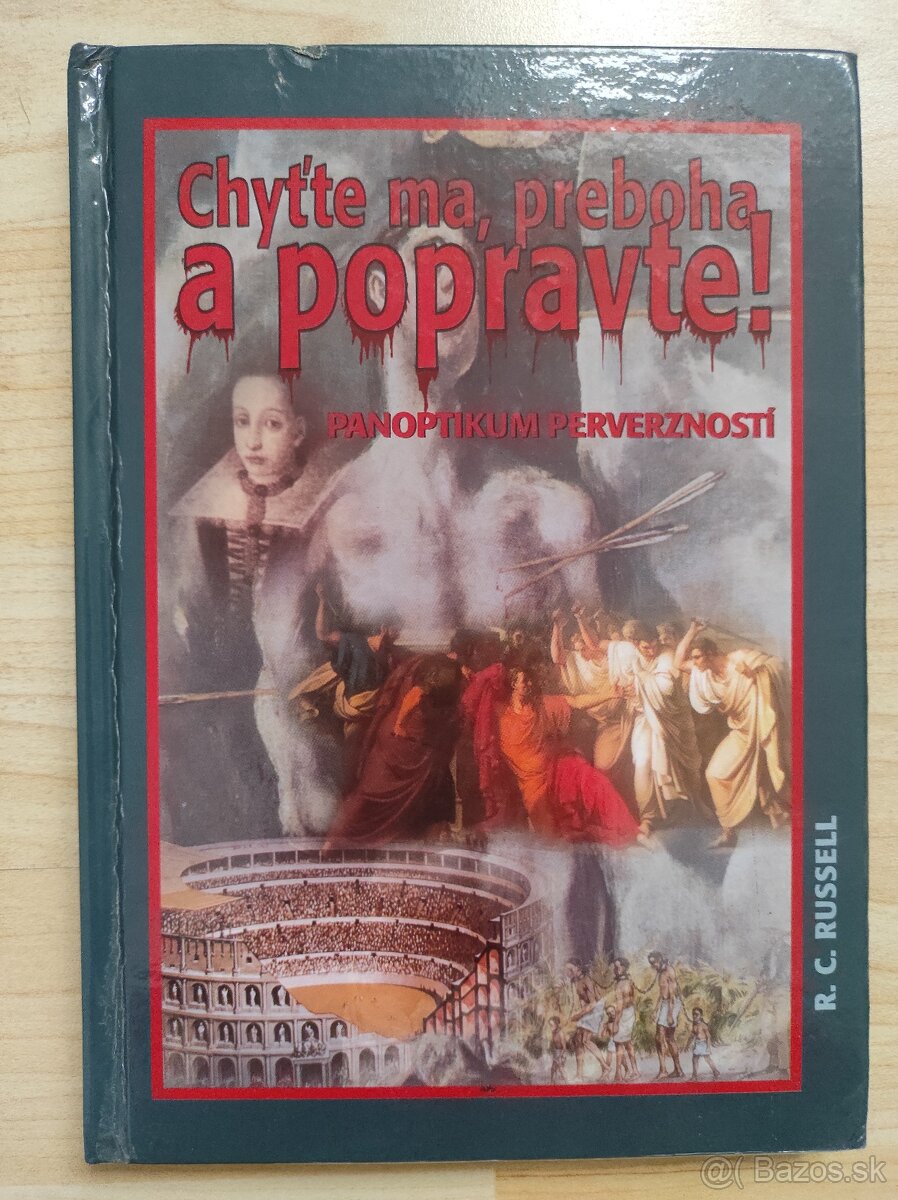 Chyťte ma, preboha
a popravte!
PANOPTIKUM PERVERZNOSTÍ
R. C. RUSSELL
@( Bazos.sk